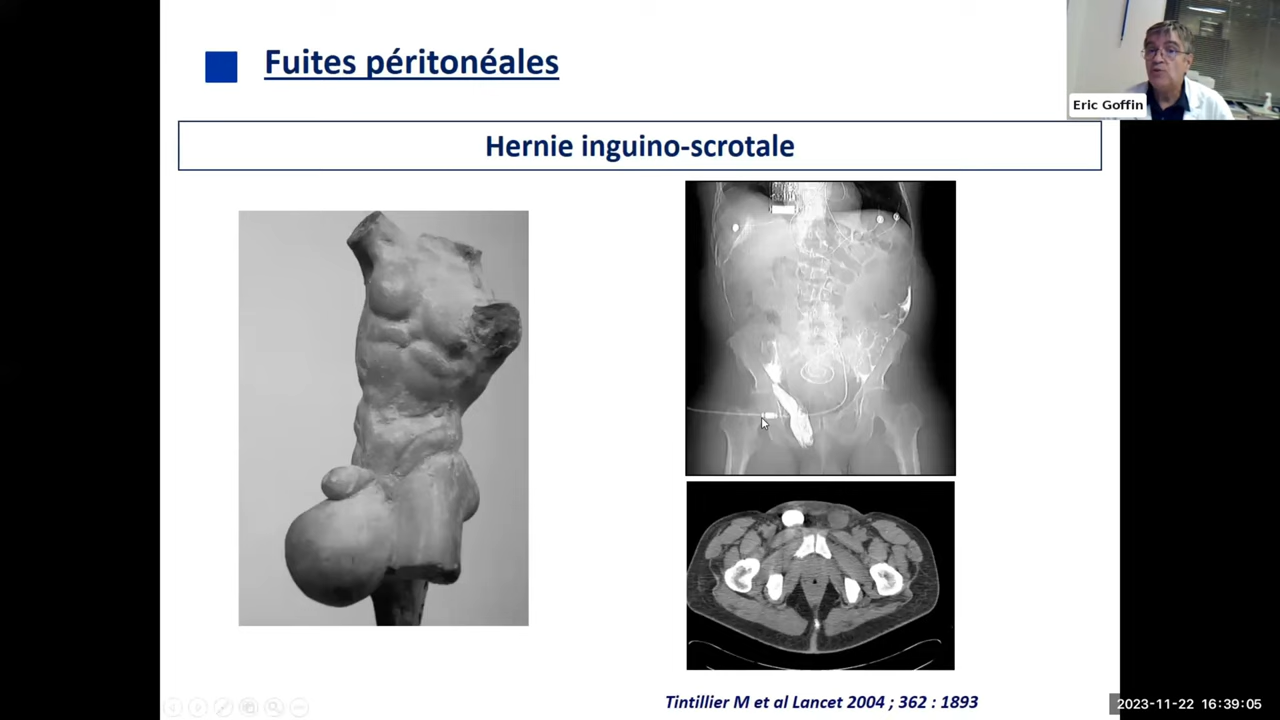 Fuites péritonéales
Eric Goffin
Hernie inguino-scrotale
Tintillier M et al Lancet 2004 ; 362 : 1893
2023-11-22 16:39:05